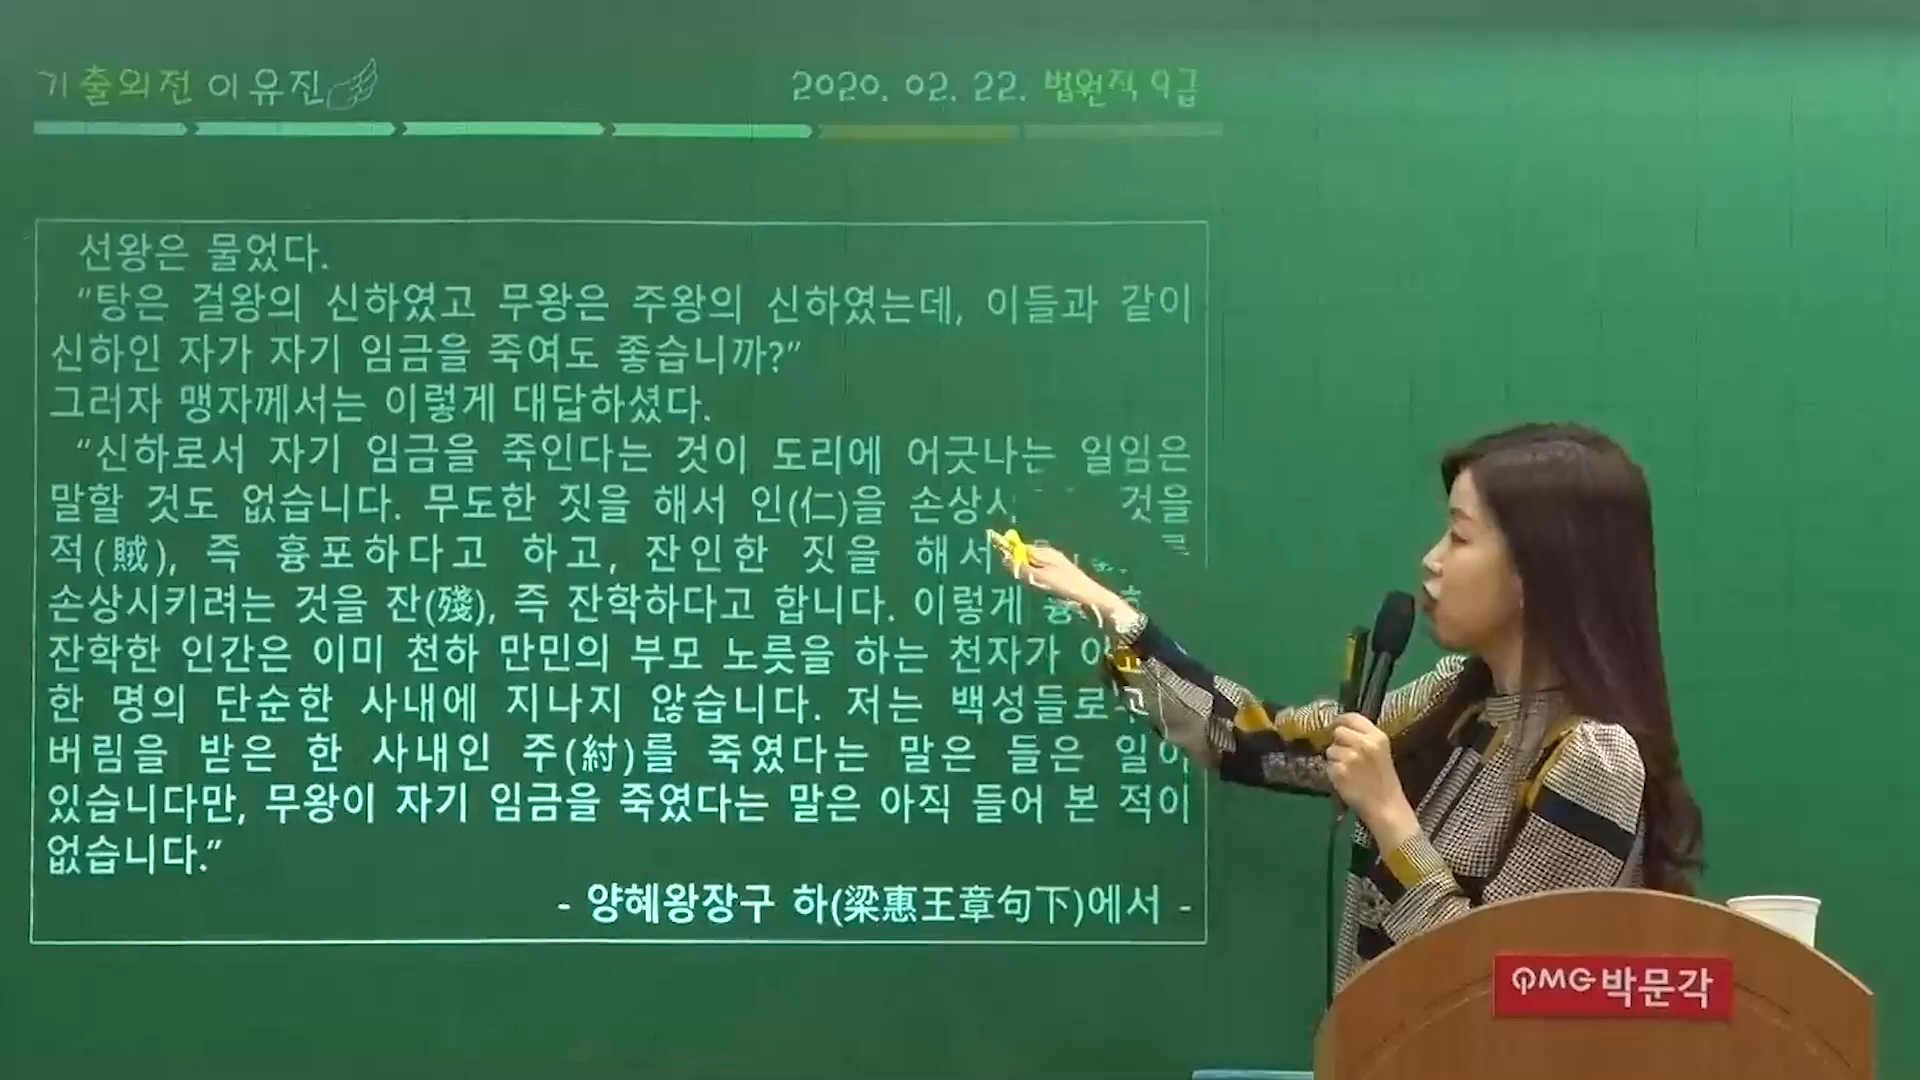 기출외전 이유진
2020. 02. 22. 법원직 9급
선왕은 물었다.
“탕은 걸왕의 신하였고 무왕은 주왕의 신하였는데, 이들과 같이
신하인 자가 자기 임금을 죽여도 좋습니까?”
그러자 맹자께서는 이렇게 대답하셨다.
“신하로서 자기 임금을 죽인다는 것이 도리에 어긋나는 일임은
말할 것도 없습니다. 무도한 짓을 해서 인(仁)을 것을
적(賊), 즉 흉포하다고 하고, 잔인한 짓을 해서
손상시키려는 것을 잔(殘), 즉 잔학하다고 합니다. 이렇게
잔학한 인간은 이미 천하 만민의 부모 노릇을 하는 천자가
한 명의 단순한 사내에 지나지 않습니다. 저는
버림을 받은 한 사내인 주(紂)를 죽였다는 말은 들은 일이
있습니다만, 무왕이 자기 임금을 죽였다는 말은 아직 들어 본 적이
없습니다.”
- 양혜왕장구 하(梁惠王章句下)에서 -
PMG 박문각